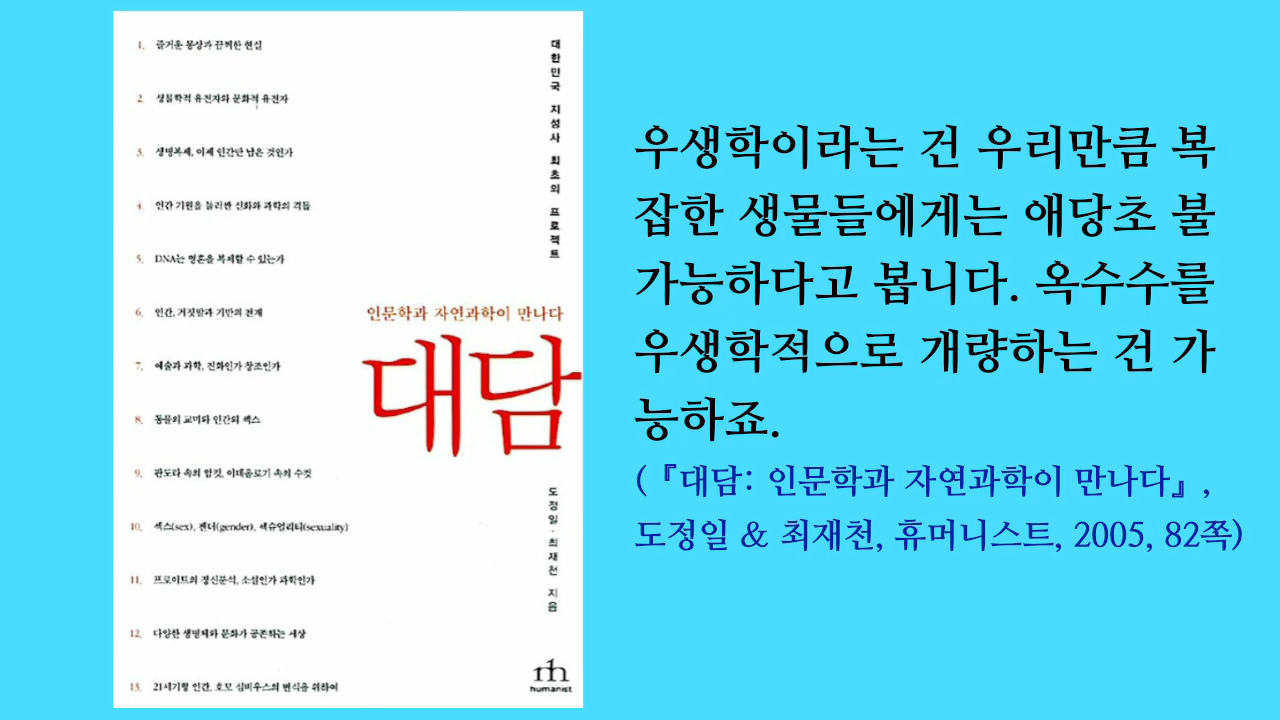 1. 즐거운 몽상과 끔찍한 현실
2. 생물학적 유전자와 문화적 유전자
3. 생명복제, 이제 인간만 남은 것인가
4. 인간 기원을 둘러싼 신화와 과학의 격돌
5. DNA는 영혼을 복제할 수 있는가
6. 인간, 거짓말과 기만의 천재
7. 예술과 과학, 진화인가 창조인가
8. 동물의 교미와 인간의 섹스
9. 판도라 속의 암컷, 이데올로기 속의 수컷
10. 섹스(sex), 젠더(gender), 섹슈얼리티(sexuality)
11. 프로이트의 정신분석, 소설인가 과학인가
12. 다양한 생명체와 문화가 공존하는 세상
13. 21세기형 인간, 호모 심비우스의 번식을 위하여
대한민국 지성사 최초의 프로젝트
인문학과 자연과학이 만나다
대담
도정일·최재천 지음
humanist
우생학이라는 건 우리만큼 복
잡한 생물들에게는 애당초 불
가능하다고 봅니다. 옥수수를
우생학적으로 개량하는 건 가
능하죠.
(『대담: 인문학과 자연과학이 만나다』,
도정일 & 최재천, 휴머니스트, 2005, 82쪽)